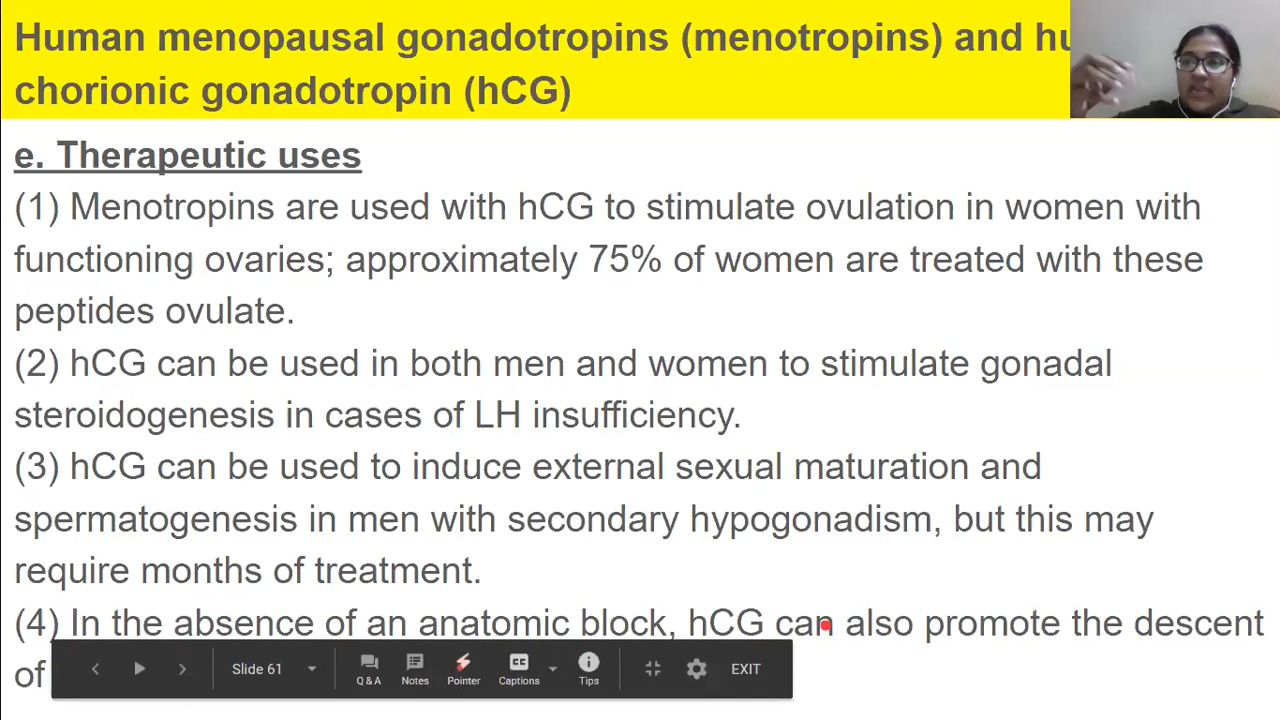 Human menopausal gonadotropins (menotropins) and hu
chorionic gonadotropin (hCG)
e. Therapeutic uses
(1) Menotropins are used with hCG to stimulate ovulation in women with
functioning ovaries; approximately 75% of women are treated with these
peptides ovulate.
(2) hCG can be used in both men and women to stimulate gonadal
steroidogenesis in cases of LH insufficiency.
(3) hCG can be used to induce external sexual maturation and
spermatogenesis in men with secondary hypogonadism, but this may
require months of treatment.
(4) In the absence of an anatomic block, hCG can also promote the descent
of
Slide 61
Q & A
Notes
Pointer
CC
Captions
Tips
EXIT